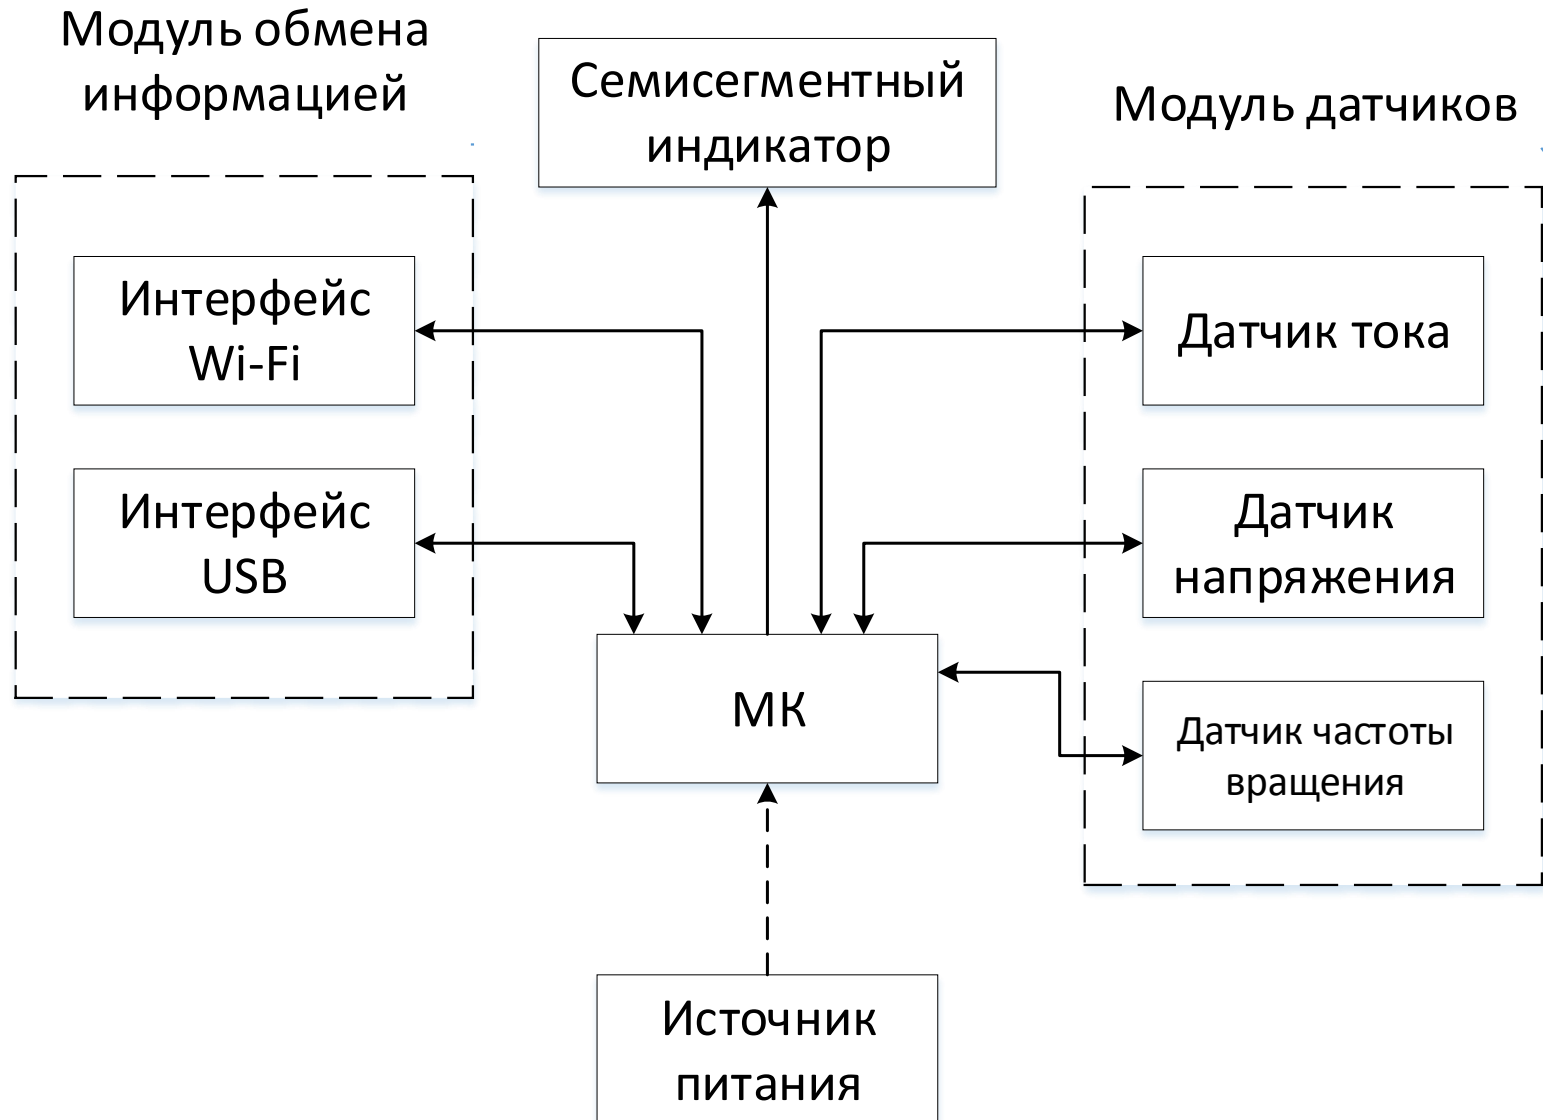 Модуль обмена
информацией
Семисегментный
индикатор
Модуль датчиков
Интерфейс
Wi-Fi
Датчик тока
Интерфейс
USB
Датчик
напряжения
МК
Датчик частоты
вращения
Источник
питания